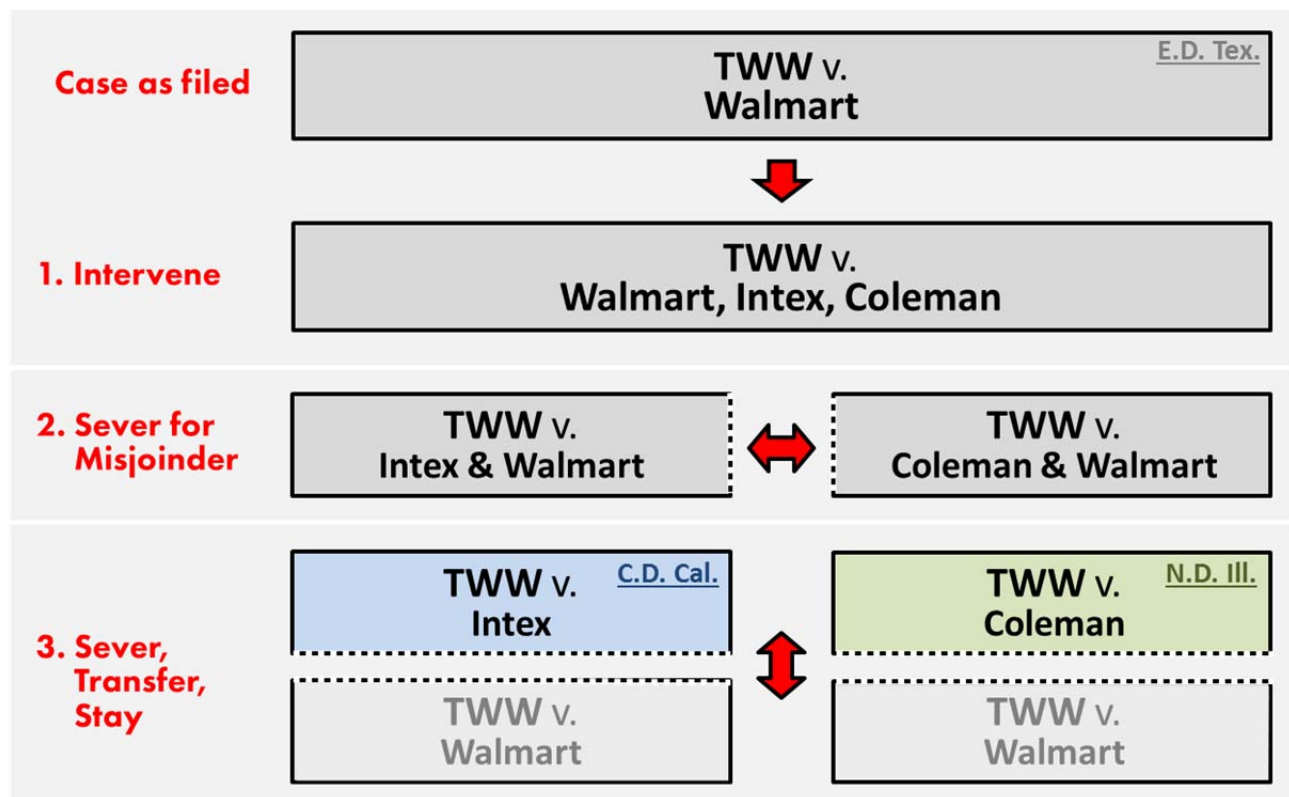 Case as filed
TWW v.
Walmart
E.D. Tex.
1. Intervene
TWW v.
Walmart, Intex, Coleman
2. Sever for
Misjoinder
TWW v.
Intex & Walmart
TWW v.
Coleman & Walmart
3. Sever,
Transfer,
Stay
TWW v.
Intex
C.D. Cal.
TWW v.
Coleman
N.D. Ill.
TWW v.
Walmart
TWW v.
Walmart